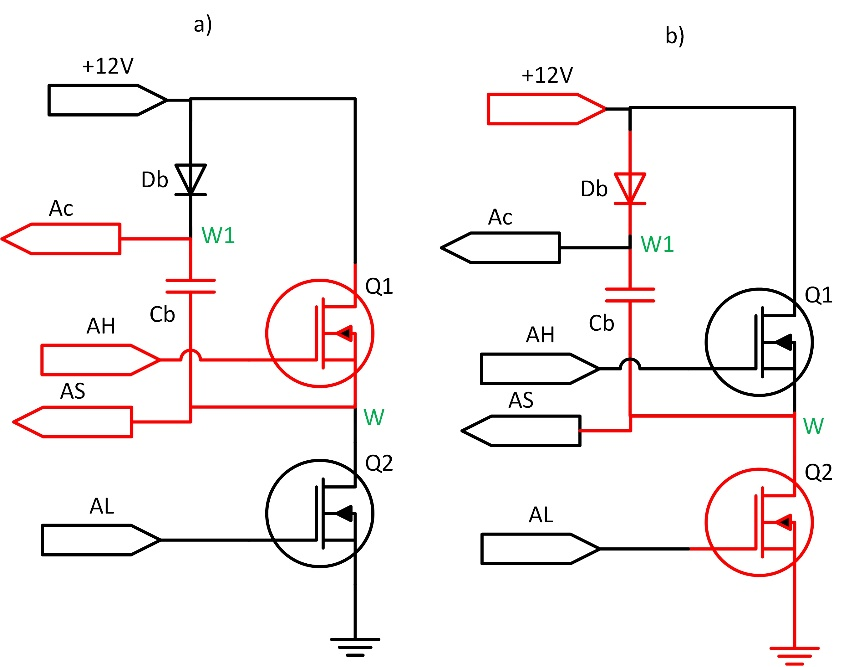 a)
+12V
Db
Ac
W1
Cb
Q1
AH
AS
W
Q2
AL
b)
+12V
Db
Ac
W1
Cb
Q1
AH
AS
W
Q2
AL